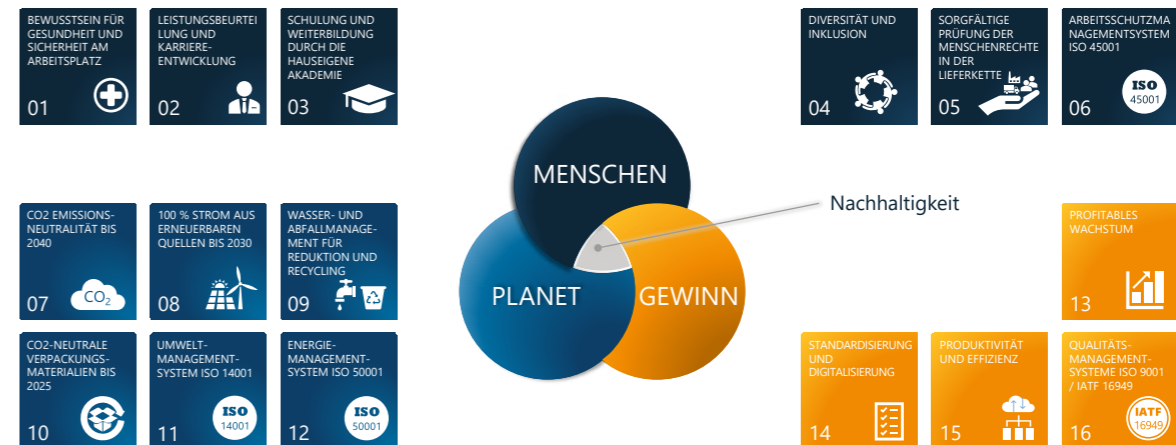 BEWUSSTSEIN FÜR
GESUNDHEIT UND
SICHERHEIT AM
ARBEITSPLATZ
01
LEISTUNGSBEURTEI
LUNG UND
KARRIERE-
ENTWICKLUNG
02
SCHULUNG UND
WEITERBILDUNG
DURCH DIE
HAUSEIGENE
AKADEMIE
03
DIVERSITÄT UND
INKLUSION
04
SORGFÄLTIGE
PRÜFUNG DER
MENSCHENRECHTE
IN DER
LIEFERKETTE
05
ARBEITSSCHUTZMA
NAGEMENTSYSTEM
ISO 45001
ISO
45001
06
MENSCHEN
PLANET
GEWINN
Nachhaltigkeit
CO2 EMISSIONS-
NEUTRALITÄT BIS
2040
CO2
07
100 % STROM AUS
ERNEUERBAREN
QUELLEN BIS 2030
08
WASSER- UND
ABFALLMANAGE-
MENT FÜR
REDUKTION UND
RECYCLING
09
PROFITABLES
WACHSTUM
13
CO2-NEUTRALE
VERPACKUNGS-
MATERIALIEN BIS
2025
10
UMWELT-
MANAGEMENT-
SYSTEM ISO 14001
ISO
14001
11
ENERGIE-
MANAGEMENT-
SYSTEM ISO 50001
ISO
50001
12
STANDARDISIERUNG
UND
DIGITALISIERUNG
14
PRODUKTIVITÄT
UND EFFIZIENZ
15
QUALITÄTS-
MANAGEMENT-
SYSTEME ISO 9001
/ IATF 16949
IATF
16949
16